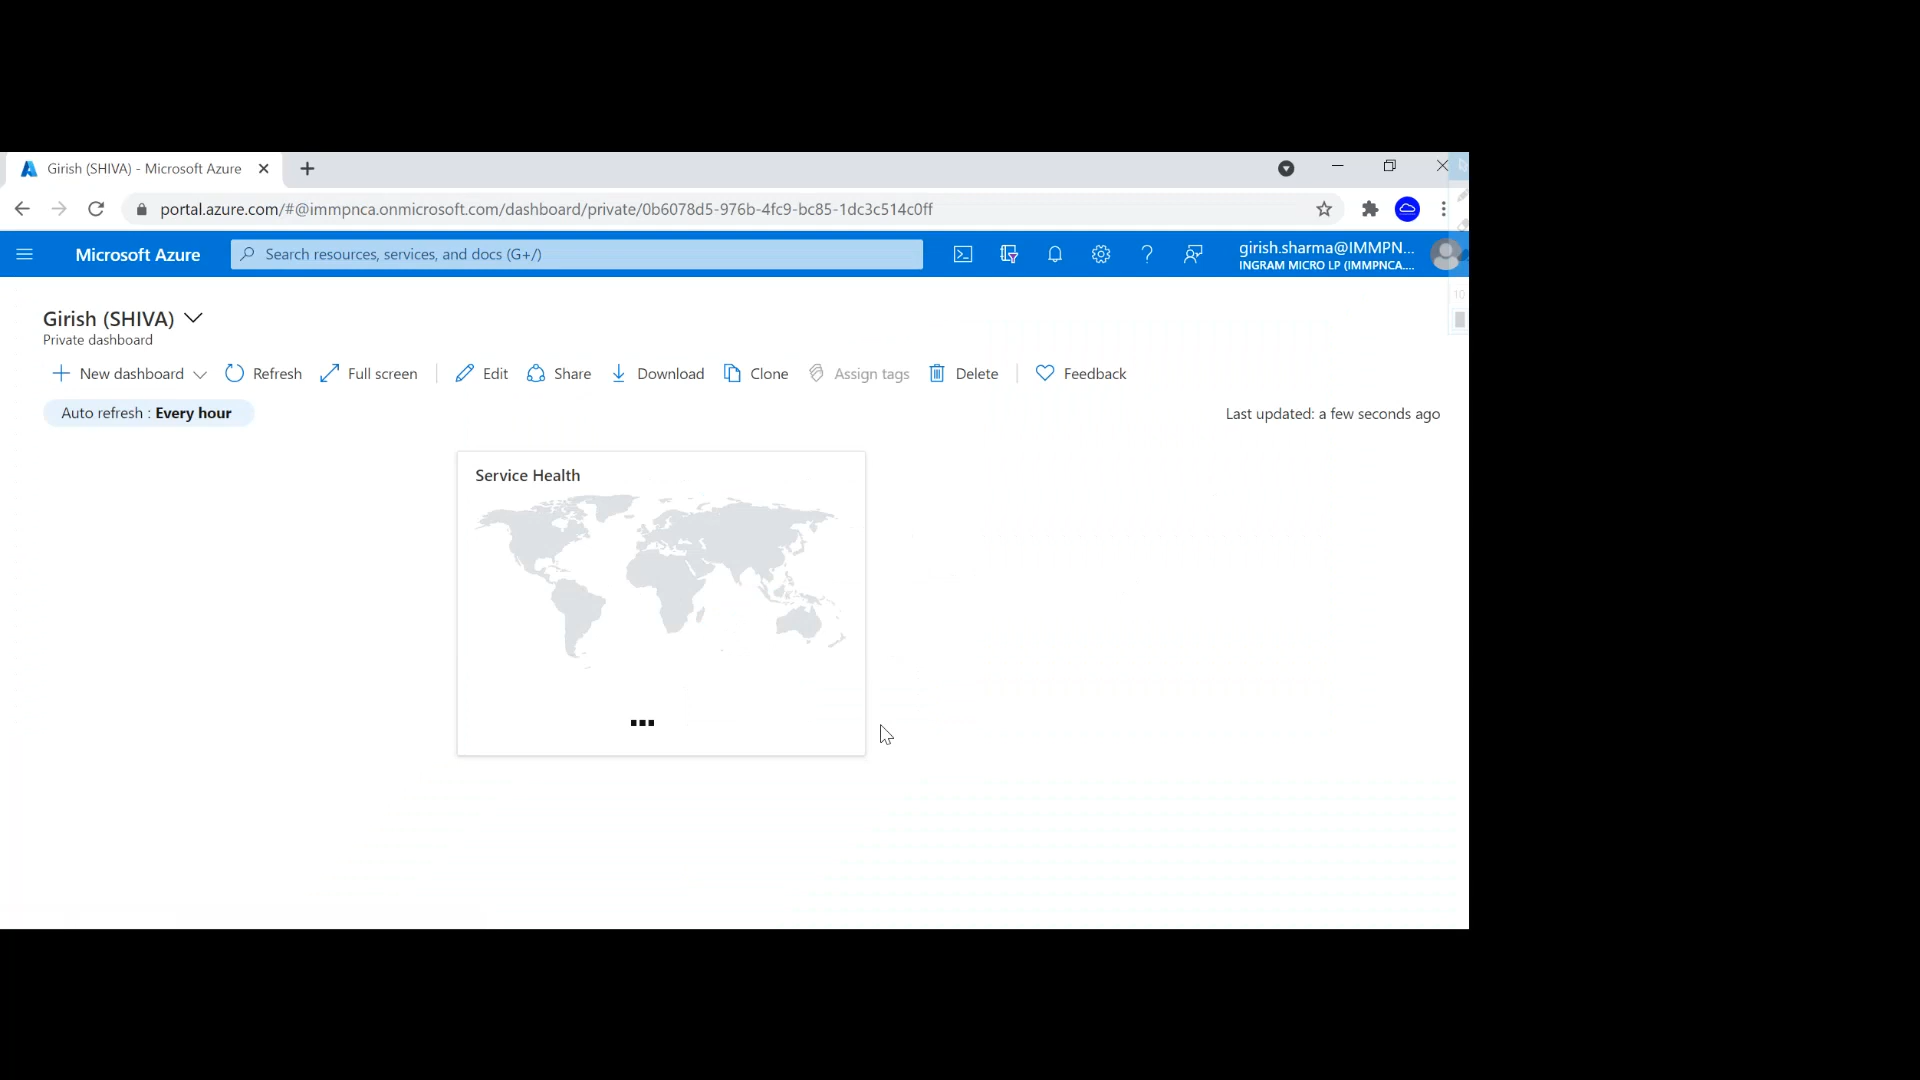 Girish (SHIVA) - Microsoft Azure
portal.azure.com/#@immpnca.onmicrosoft.com/dashboard/private/0b6078d5-976b-4fc9-bc85-1dc3c514c0ff
Microsoft Azure
Search resources, services, and docs (G+/)
girish.sharma@IMMPN...
INGRAM MICRO LP (IMMPNCA....
10
Girish (SHIVA)
Private dashboard
New dashboard Refresh Full screen Edit Share Download Clone Assign tags Delete Feedback
Auto refresh : Every hour
Last updated: a few seconds ago
Service Health